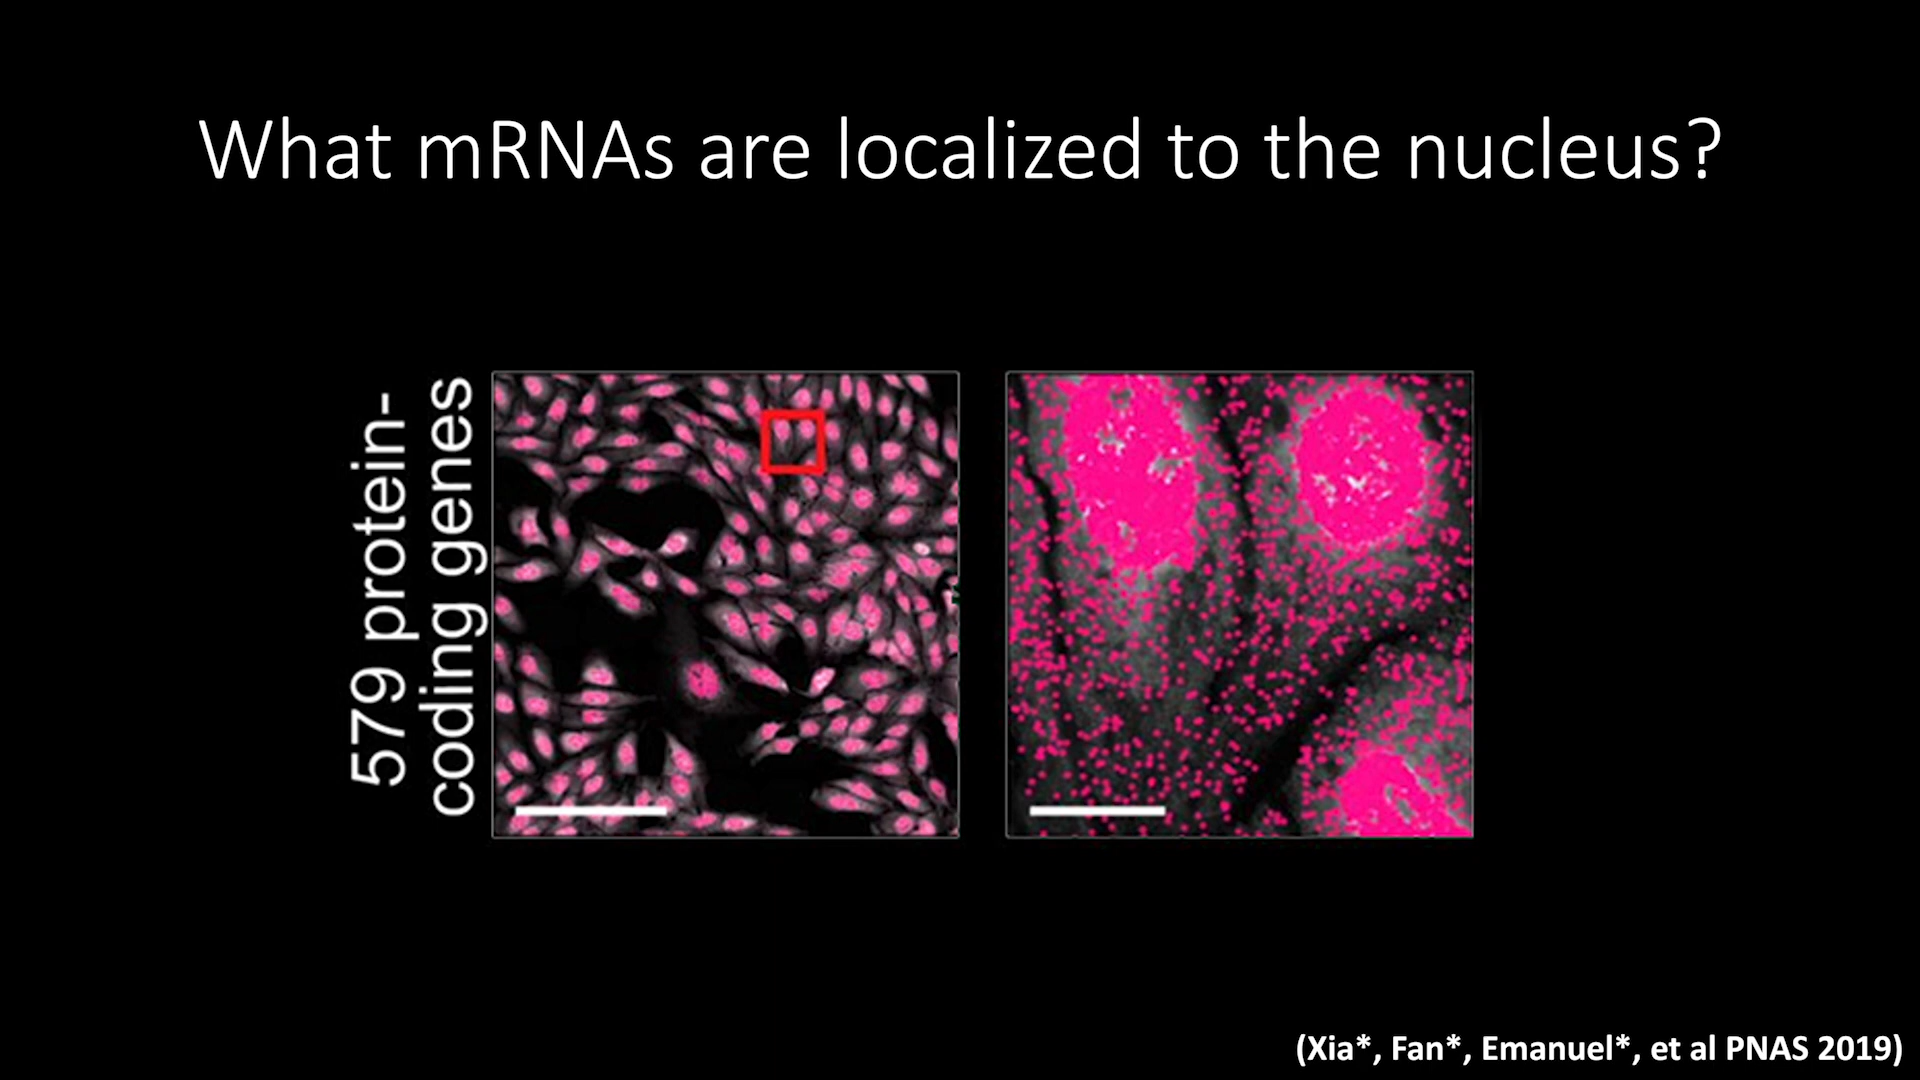 What mRNAs are localized to the nucleus?
579 protein-
coding genes
(Xia*, Fan*, Emanuel*, et al PNAS 2019)